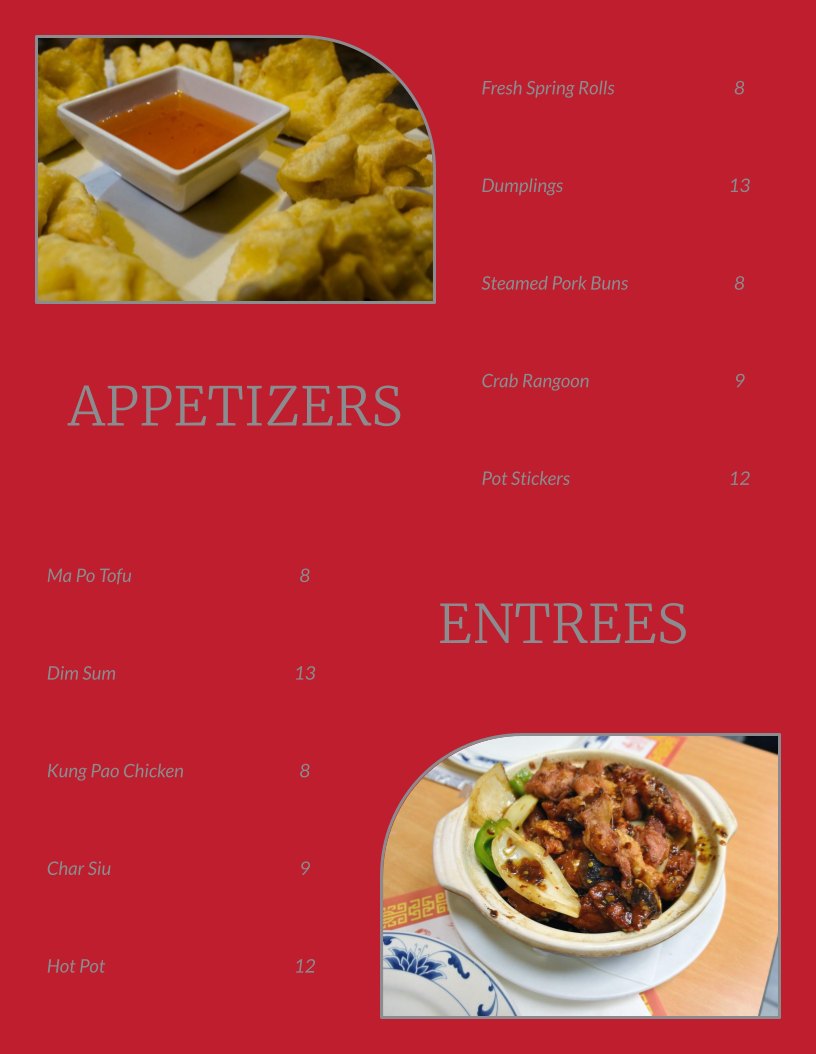 APPETIZERS
Fresh Spring Rolls 8
Dumplings 13
Steamed Pork Buns 8
Crab Rangoon 9
Pot Stickers 12
ENTREES
Ma Po Tofu 8
Dim Sum 13
Kung Pao Chicken 8
Char Siu 9
Hot Pot 12